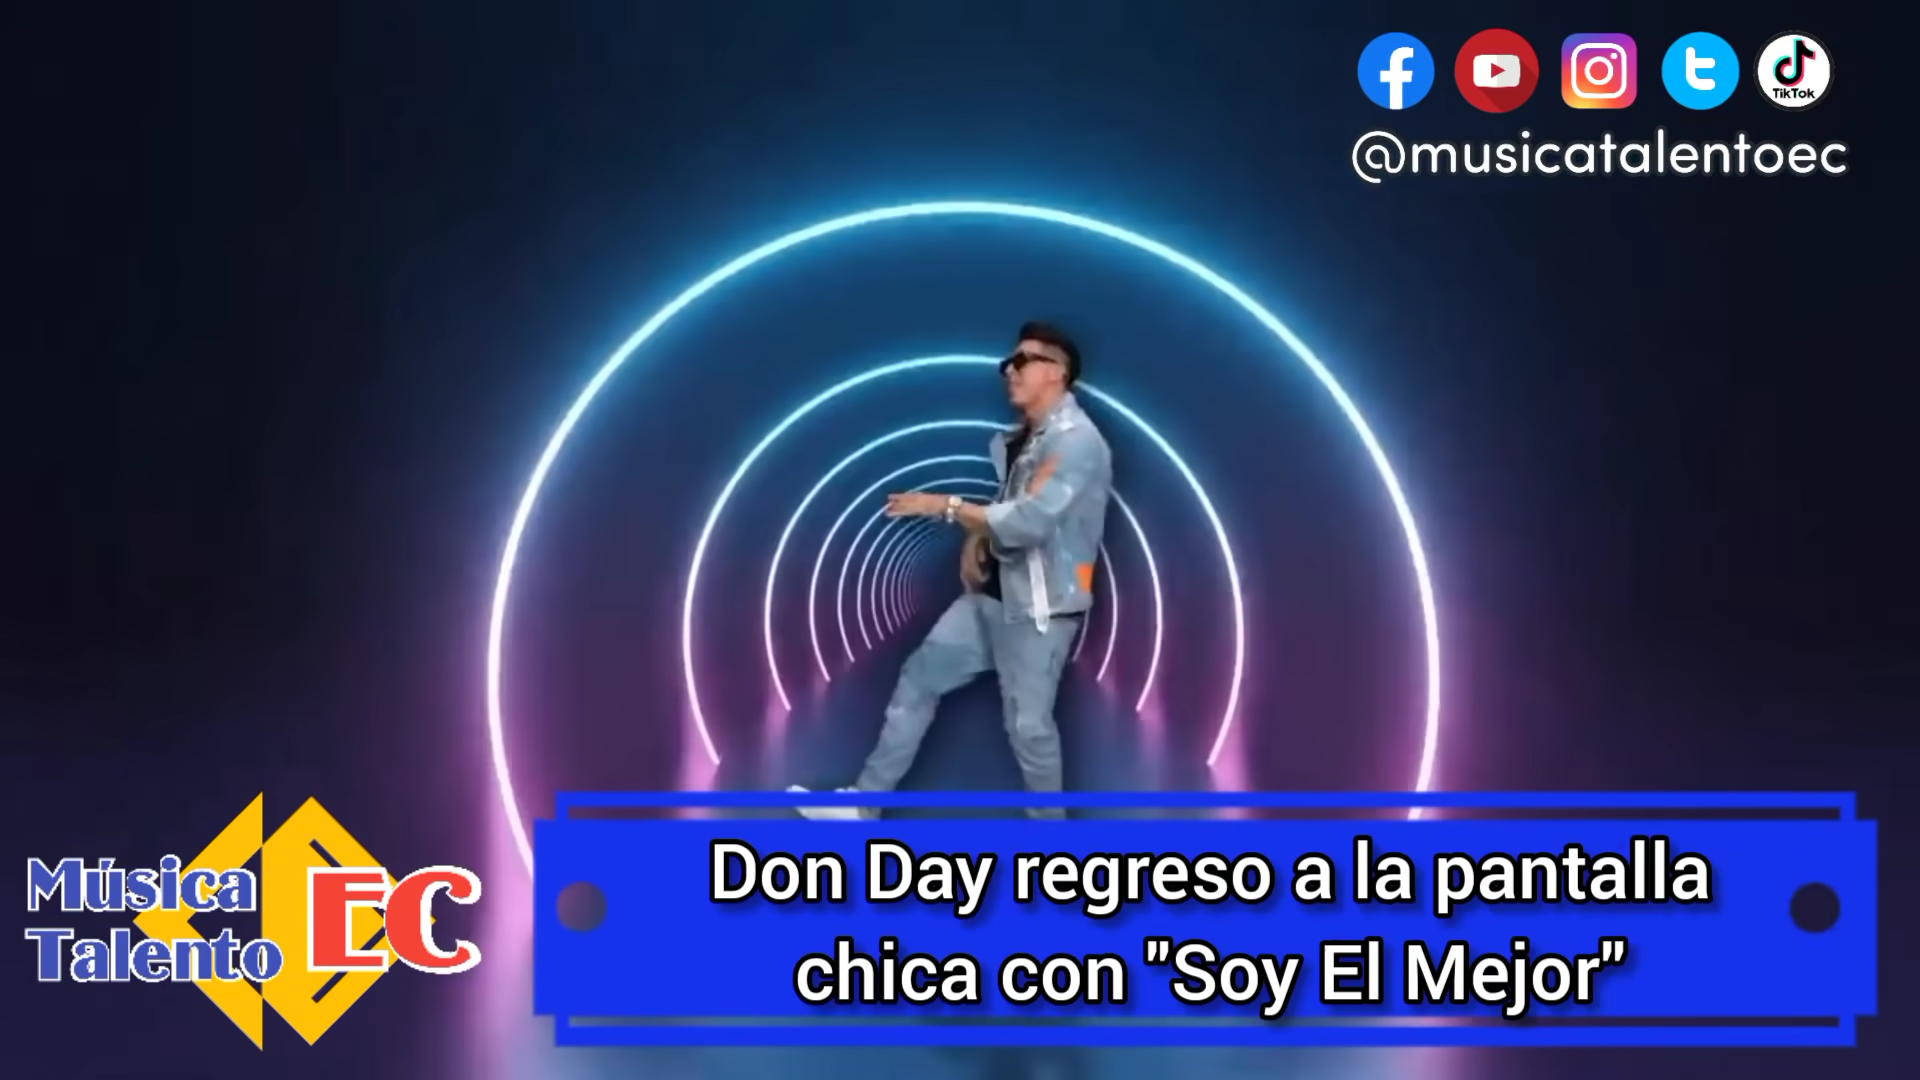 TikTok
@musicatalentoec
Música
Talento
EC
Don Day regreso a la pantalla
chica con "Soy El Mejor"